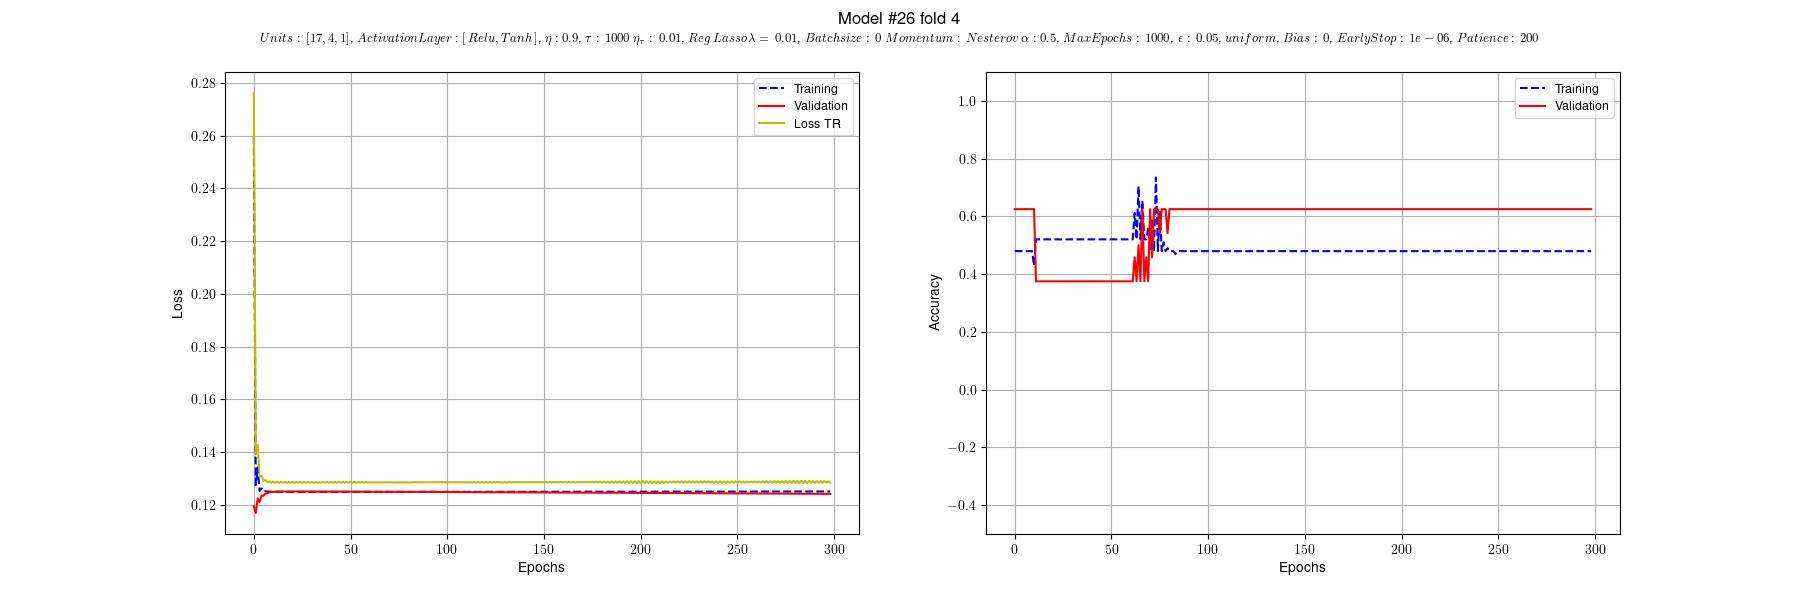 Model #26 fold 4
Units : [17, 4, 1], ActivationLayer : [ Relu, Tanh ], η : 0.9, τ : 1000 ητ : 0.01, Reg Lassoλ = 0.01, Batchsize : 0 Momentum : Nesterov α : 0.5, MaxEpochs : 1000, ϵ : 0.05, uniform, Bias : 0, EarlyStop : 1e − 06, Patience : 200
0.28
0.26
0.24
0.22
0.20
0.18
0.16
0.14
0.12
Loss
0 50 100 150 200 250 300
Epochs
Training
Validation
Loss TR
1.0
0.8
0.6
0.4
0.2
0.0
−0.2
−0.4
Accuracy
0 50 100 150 200 250 300
Epochs
Training
Validation